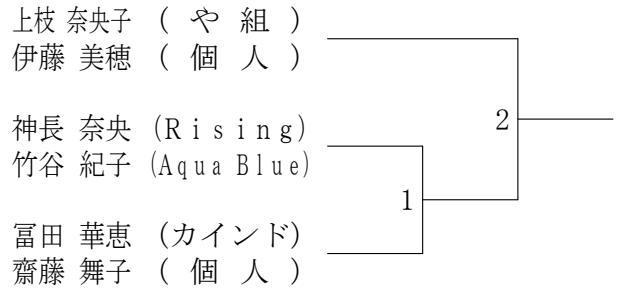 上枝 奈央子 ( や 組 )
伊藤 美穂 ( 個 人 )
2
神長 奈央 (Rising)
竹谷 紀子 (Aqua Blue)
1
冨田 華恵 (カインド)
齋藤 舞子 ( 個 人 )